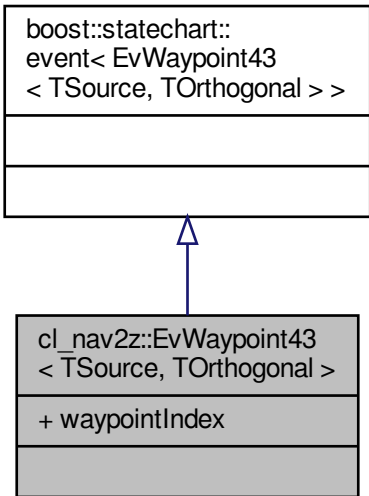 boost::statechart::
event< EvWaypoint43
< TSource, TOrthogonal > >
cl_nav2z::EvWaypoint43
< TSource, TOrthogonal >
+ waypointIndex